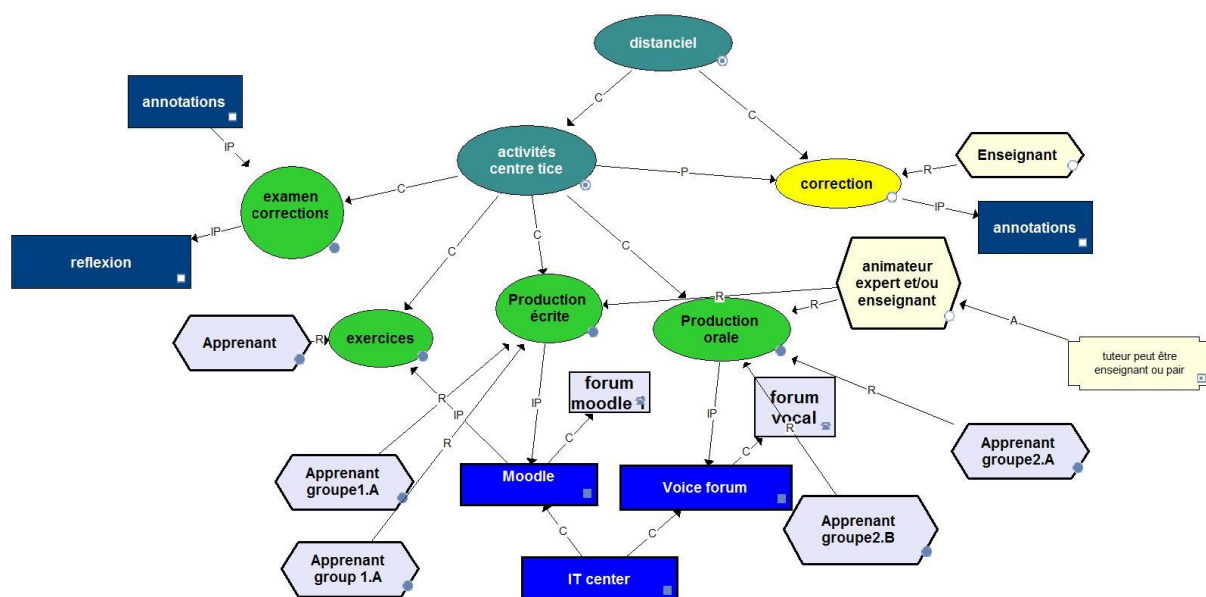 distanciel
C
C
annotations
IP
activités
centre tice
P
correction
R
Enseignant
IP
annotations
C
examen
corrections
IP
reflexion
C
C
C
animateur
expert et/ou
enseignant
R
R
A
tuteur peut être
enseignant ou pair
Apprenant
R
exercices
Production
écrite
Production
orale
forum
moodle
forum
vocal
R
IP
IP
IP
R
R
R
C
C
Apprenant
groupe1.A
Moodle
Voice forum
Apprenant
groupe2.A
Apprenant
groupe2.B
C
C
Apprenant
group 1.A
IT center